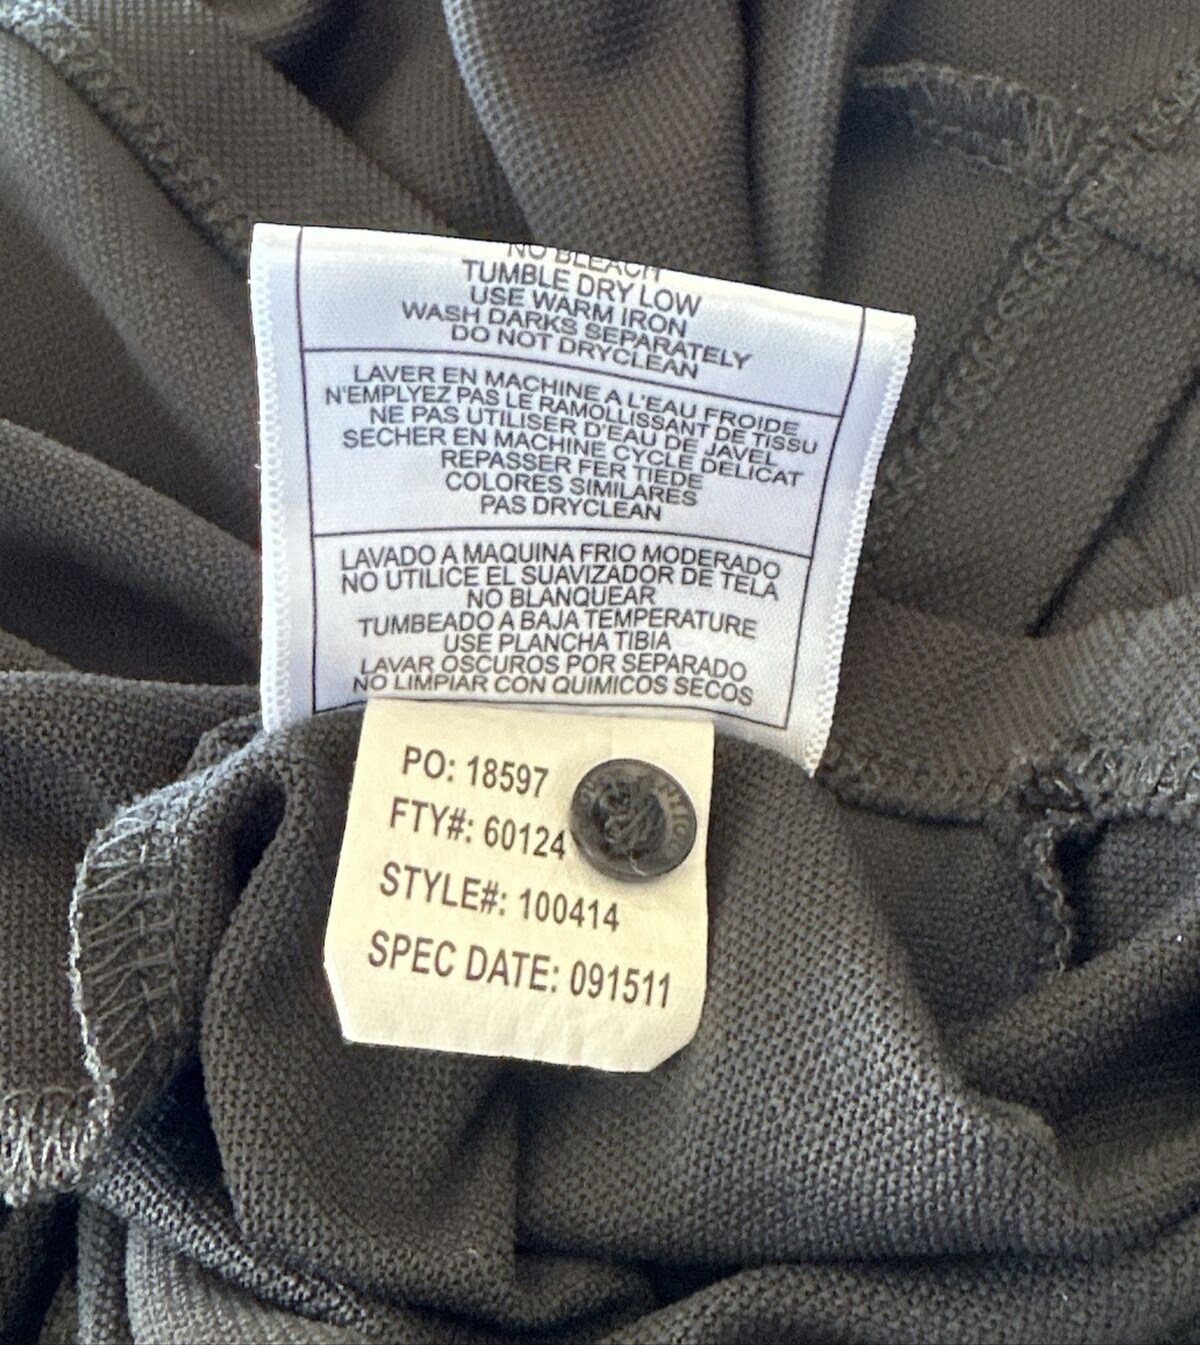 NO BLEACH
TUMBLE DRY LOW
USE WARM IRON
WASH DARKS SEPARATELY
DO NOT DRYCLEAN
LAVER EN MACHINE A L'EAU FROIDE
N'EMPLYEZ PAS LE RAMOLLISSANT DE TISSU
NE PAS UTILISER D'EAU DE JAVEL
SECHER EN MACHINE CYCLE DELICAT
REPASSER FER TIEDE
COLORES SIMILARES
PAS DRYCLEAN
LAVADO A MAQUINA FRIO MODERADO
NO UTILICE EL SUAVIZADOR DE TELA
NO BLANQUEAR
TUMBEADO A BAJA TEMPERATURE
USE PLANCHA TIBIA
LAVAR OSCUROS POR SEPARADO
NO LIMPIAR CON QUIMICOS SECOS
PO: 18597
FTY#: 60124
STYLE#: 100414
SPEC DATE: 091511